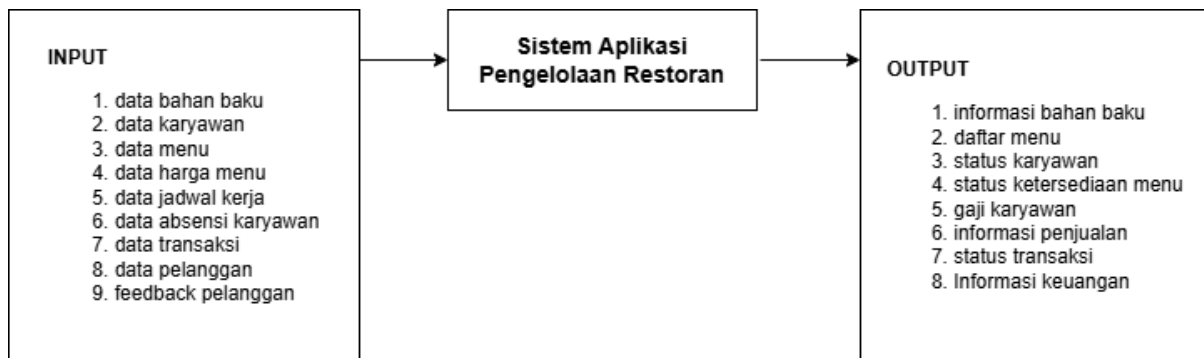 INPUT
1. data bahan baku
2. data karyawan
3. data menu
4. data harga menu
5. data jadwal kerja
6. data absensi karyawan
7. data transaksi
8. data pelanggan
9. feedback pelanggan
Sistem Aplikasi
Pengelolaan Restoran
OUTPUT
1. informasi bahan baku
2. daftar menu
3. status karyawan
4. status ketersediaan menu
5. gaji karyawan
6. informasi penjualan
7. status transaksi
8. Informasi keuangan